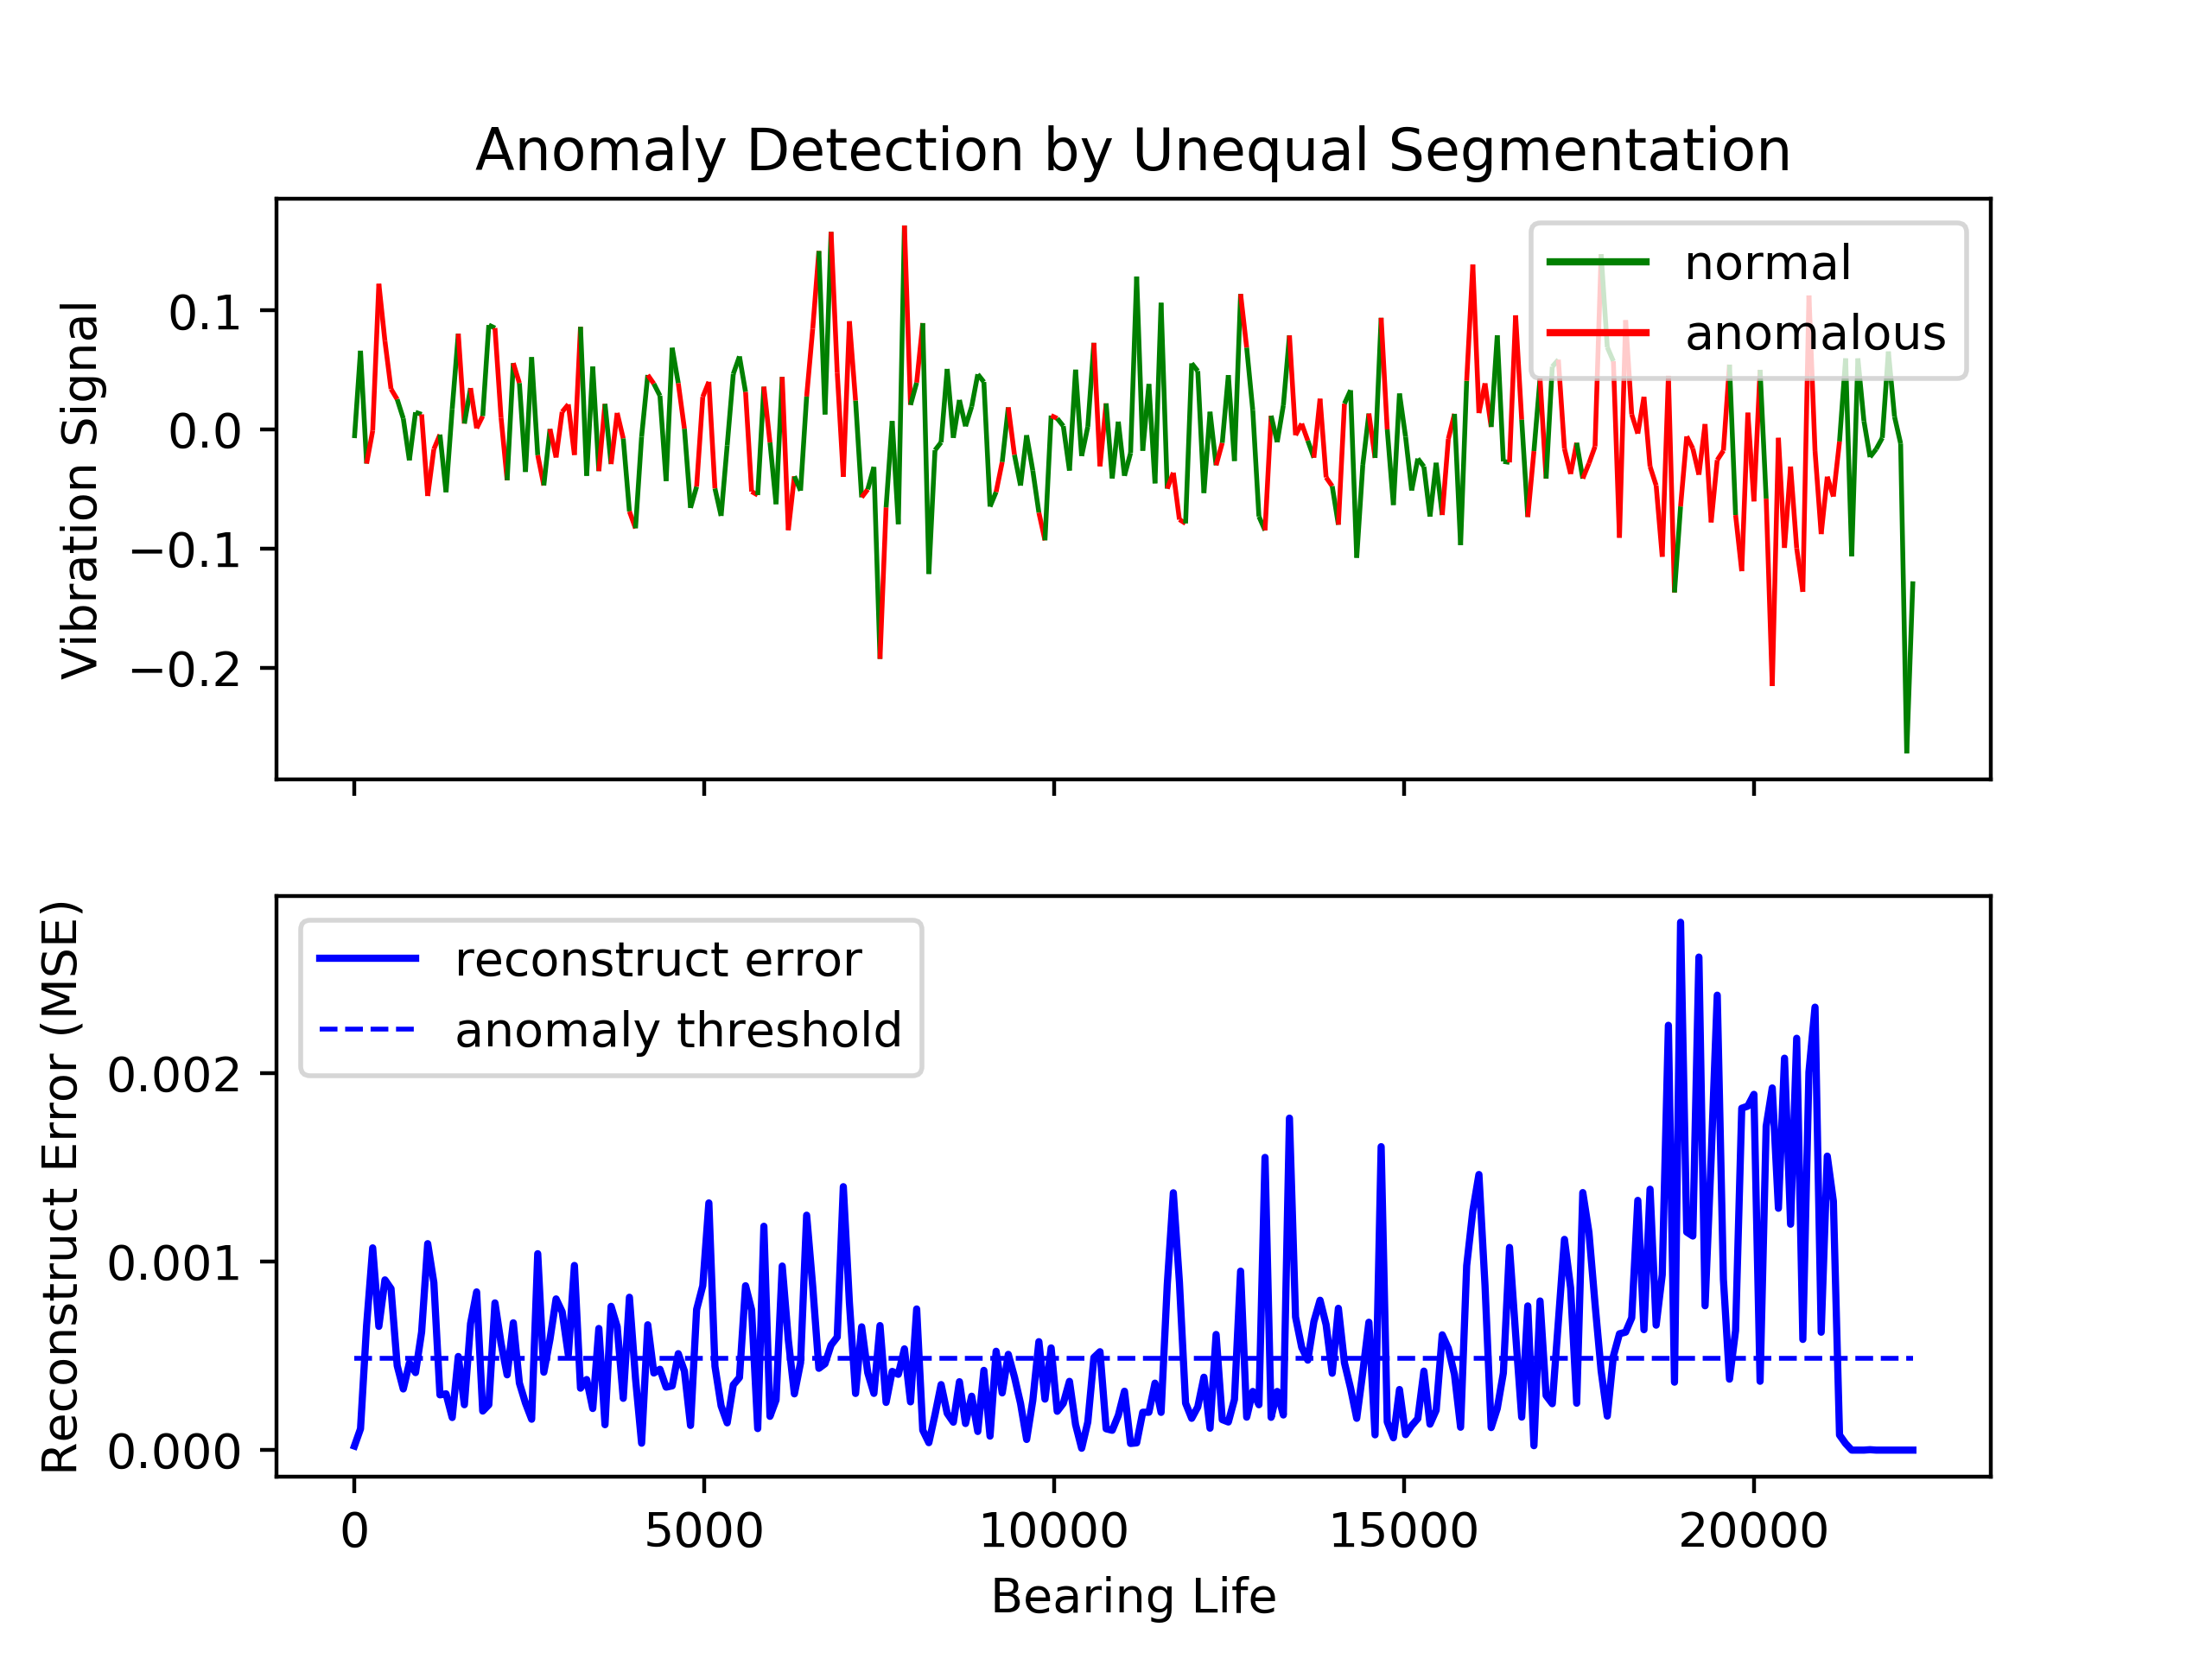 Anomaly Detection by Unequal Segmentation
Vibration Signal
0.1
0.0
−0.1
−0.2
normal
anomalous
Reconstruct Error (MSE)
0.002
0.001
0.000
reconstruct error
anomaly threshold
0 5000 10000 15000 20000
Bearing Life